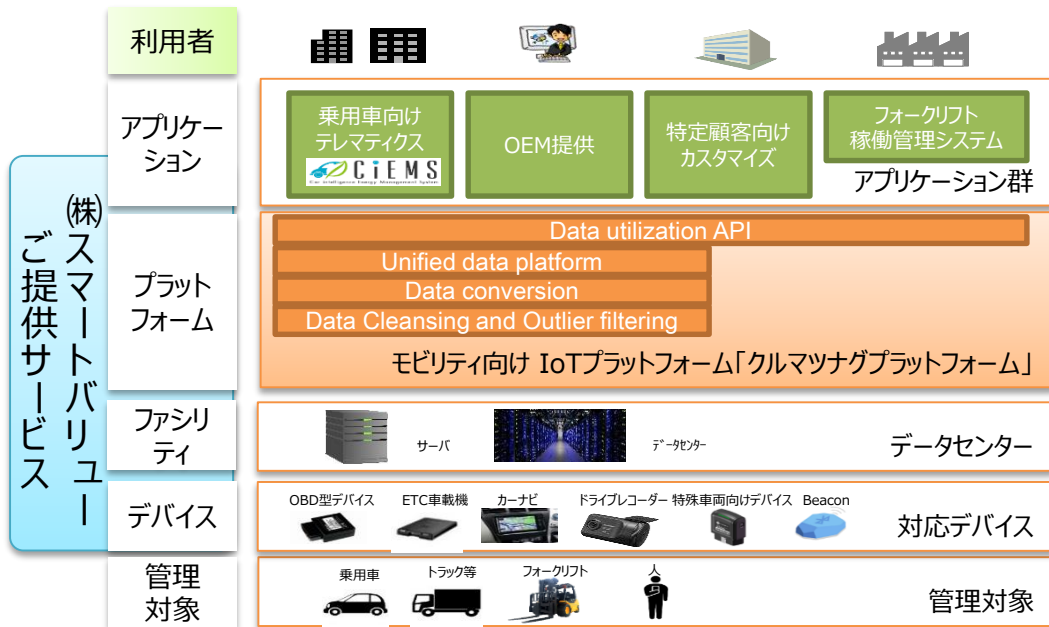 利用者
アプリケー
ション
乗用車向け
テレマティクス
CiEMS
Car Intelligence Energy Management System
OEM提供
特定顧客向け
カスタマイズ
フォークリフト
稼働管理システム
アプリケーション群
㈱スマートバリュー
ご提供サービス
プラット
フォーム
Data utilization API
Unified data platform
Data conversion
Data Cleansing and Outlier filtering
モビリティ向け IoTプラットフォーム「クルマツナグプラットフォーム」
ファシリ
ティ
サーバ
ﾃﾞｰﾀｾﾝﾀｰ
データセンター
デバイス
OBD型デバイス
ETC車載機
カーナビ
ドライブレコーダー
特殊車両向けデバイス
Beacon
対応デバイス
管理
対象
乗用車
トラック等
フォークリフト
人
管理対象